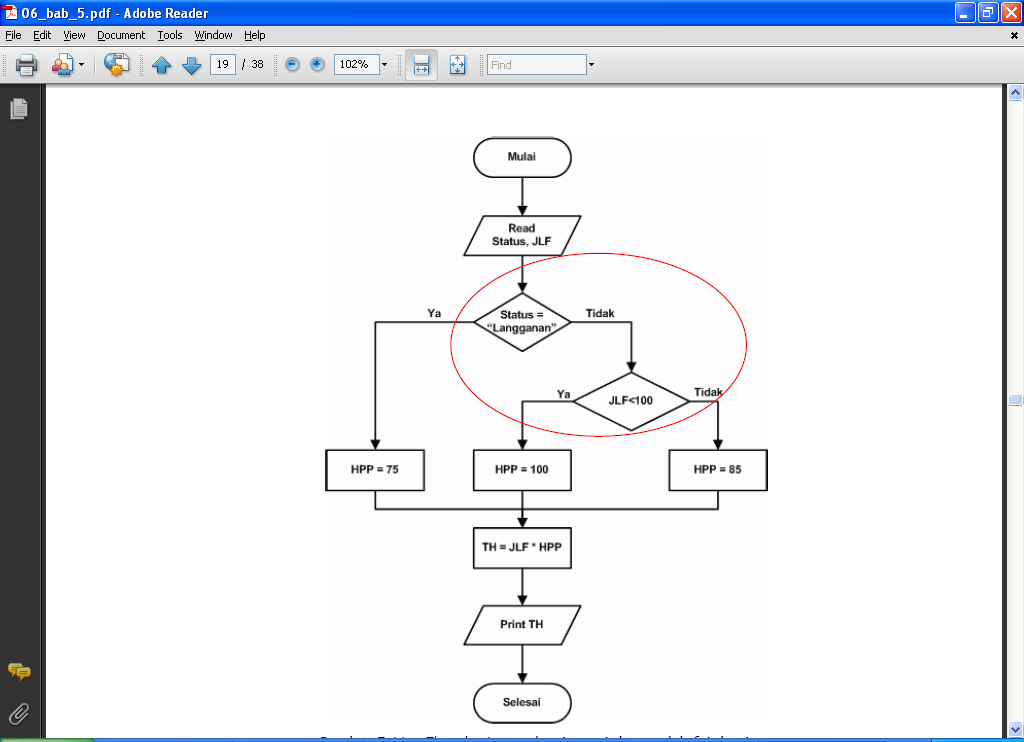 06_bab_5.pdf - Adobe Reader
File Edit View Document Tools Window Help
19 / 38 102% Find
Mulai
Read
Status, JLF
Status =
“Langganan”
Ya
Tidak
JLF<100
Ya
Tidak
HPP = 75
HPP = 100
HPP = 85
TH = JLF * HPP
Print TH
Selesai